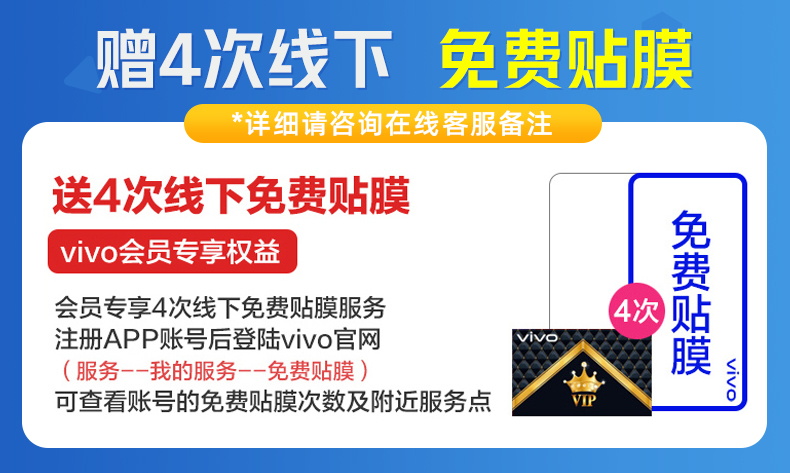 赠4次线下 免费贴膜
*详细请咨询在线客服备注
送4次线下免费贴膜
vivo会员专享权益
会员专享4次线下免费贴膜服务
注册APP账号后登陆vivo官网
（服务--我的服务--免费贴膜）
可查看账号的免费贴膜次数及附近服务点
免费贴膜
vivo
4次
vivo
VIP